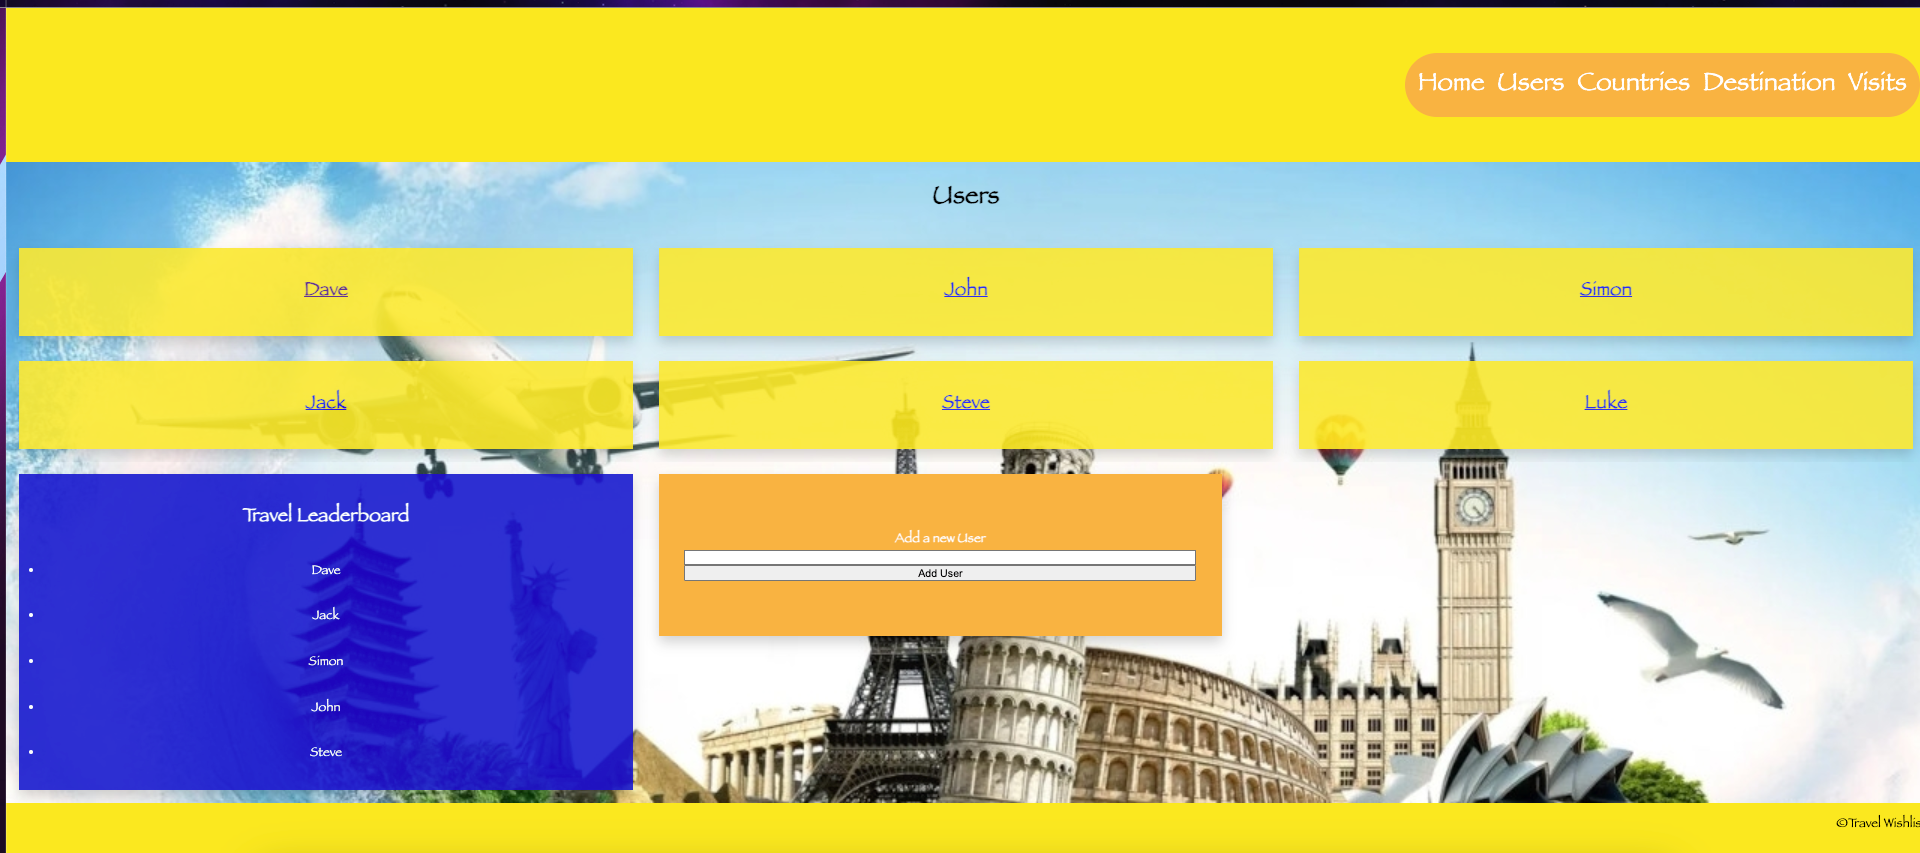 Home Users Countries Destination Visits
Users
Dave
John
Simon
Jack
Steve
Luke
Travel Leaderboard
Dave
Jack
Simon
John
Steve
Add a new User
Add User
©Travel Wishlis